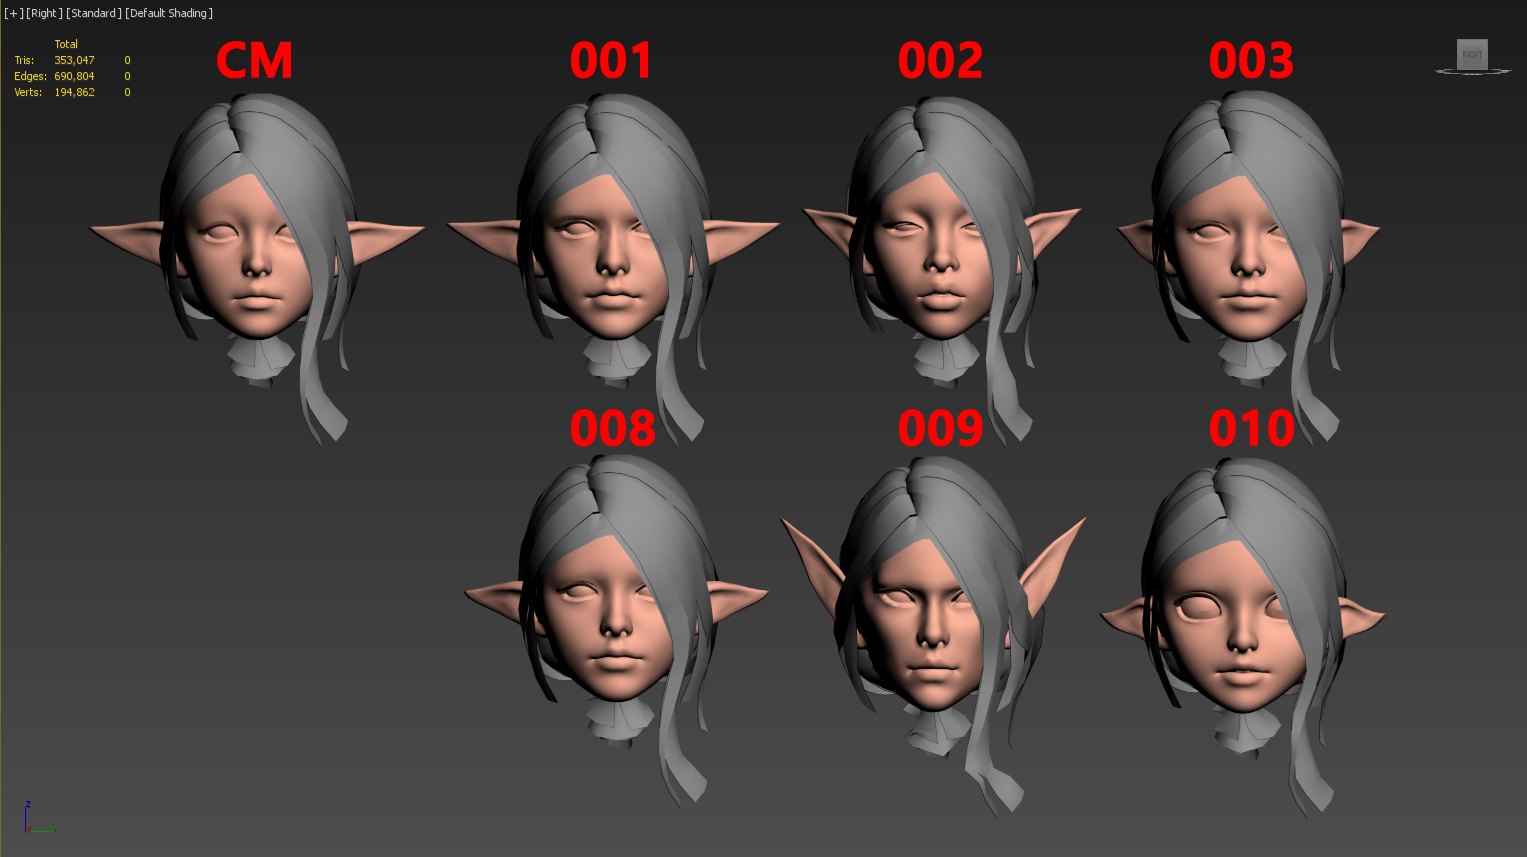 [+] [Right] [Standard] [Default Shading]
Total
Tris: 353,047 0
Edges: 690,804 0
Verts: 194,862 0
CM 001 002 003
RIGHT
008 009 010
z
x y